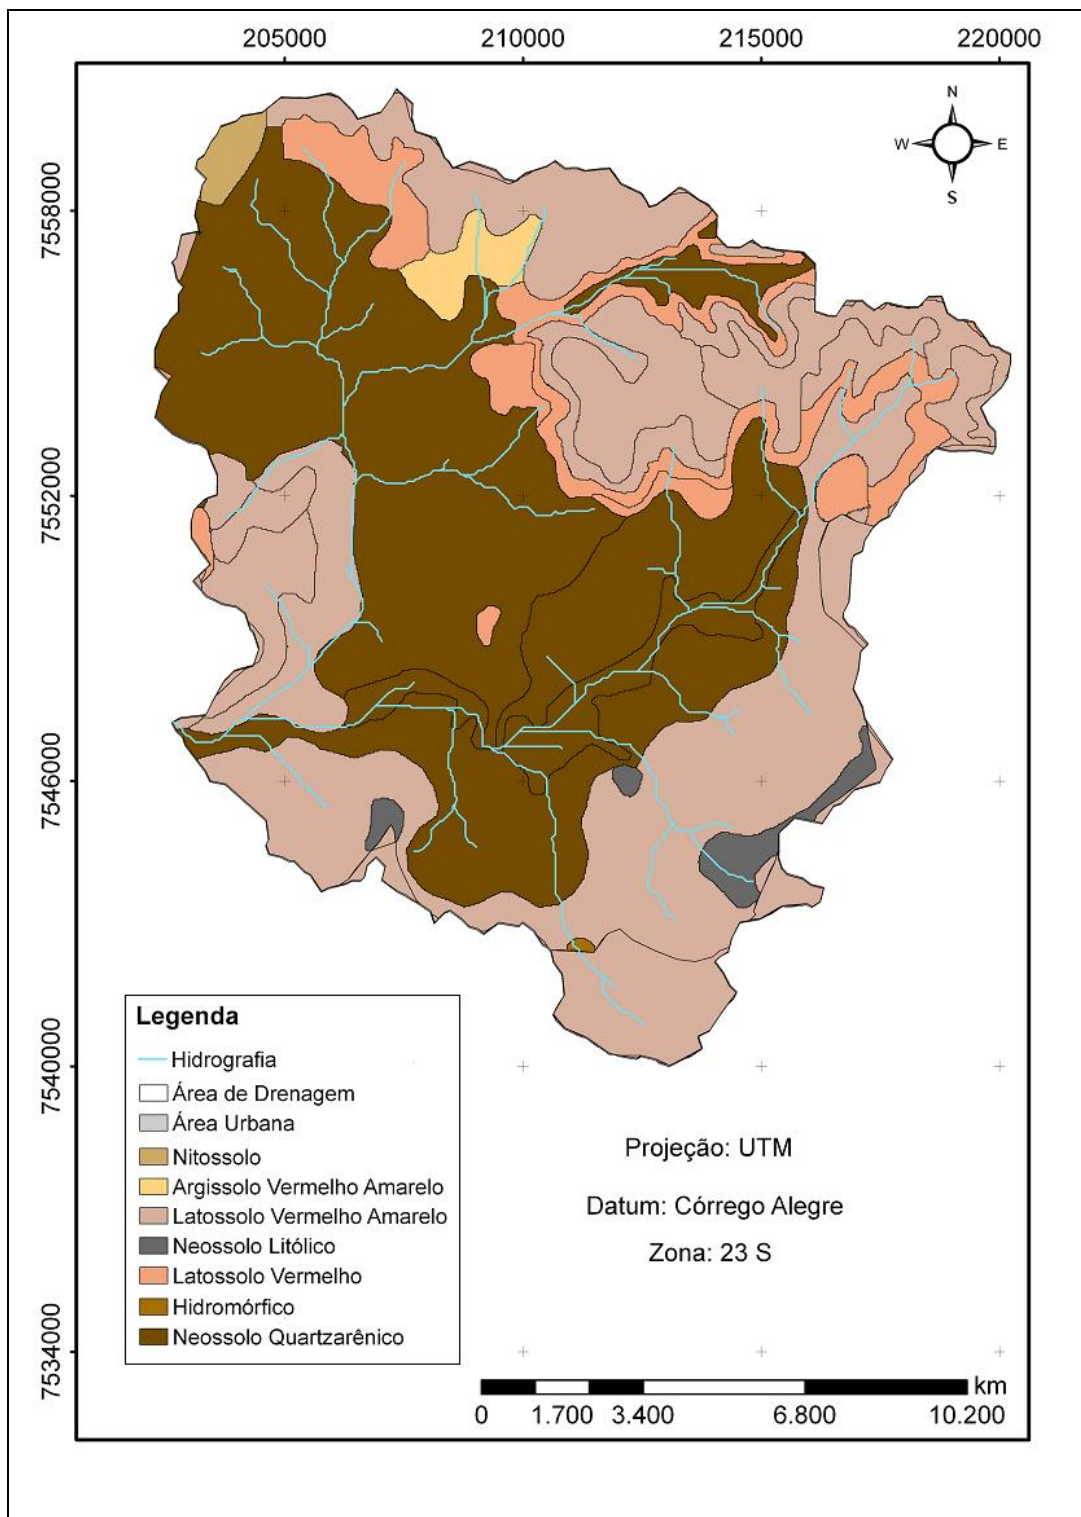 205000 210000 215000 220000
N
W E
S
7558000
7552000
7546000
7540000
7534000
Legenda
Hidrografia
Área de Drenagem
Área Urbana
Nitossolo
Argissolo Vermelho Amarelo
Latossolo Vermelho Amarelo
Neossolo Litólico
Latossolo Vermelho
Hidromórfico
Neossolo Quartzarênico
Projeção: UTM
Datum: Córrego Alegre
Zona: 23 S
km
0 1.700 3.400 6.800 10.200